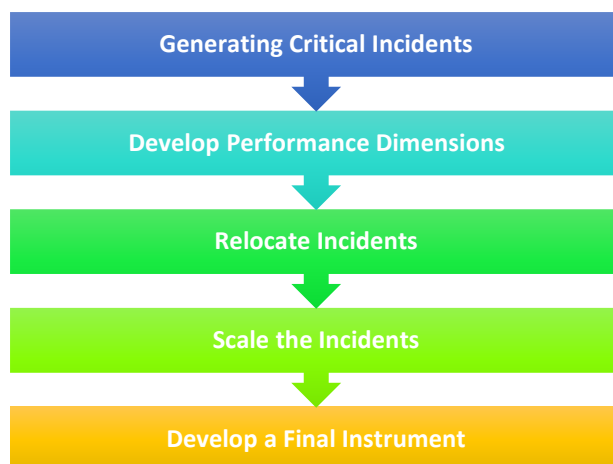 Generating Critical Incidents
Develop Performance Dimensions
Relocate Incidents
Scale the Incidents
Develop a Final Instrument